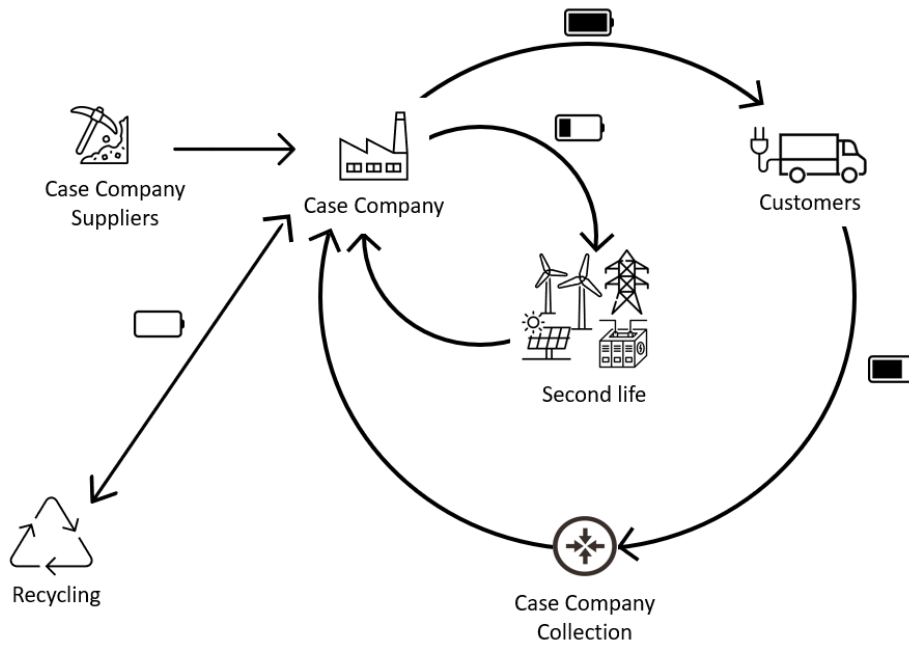 Case Company
Suppliers
Case Company
Customers
Second life
Recycling
Case Company
Collection